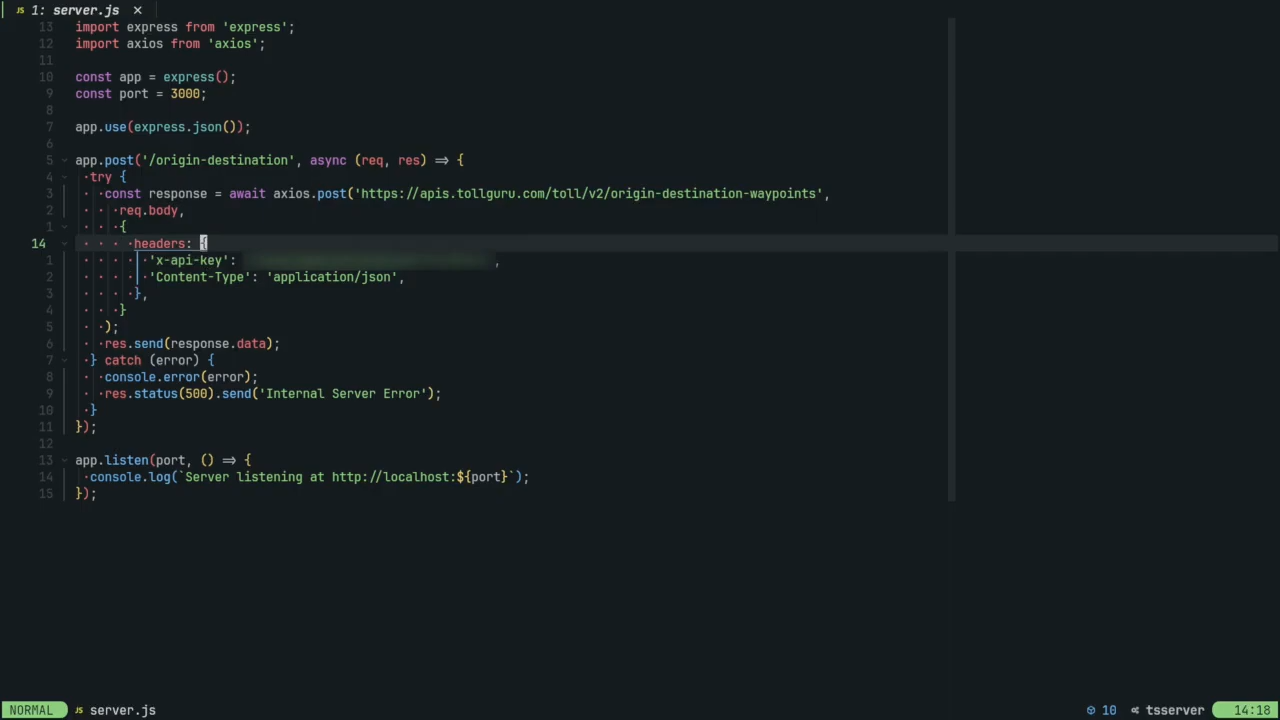 JS 1: server.js ✕
13 import express from 'express';
12 import axios from 'axios';
11
10 const app = express();
9 const port = 3000;
8
7 app.use(express.json());
6
5 app.post('/origin-destination', async (req, res) => {
4 try {
3 const response = await axios.post('https://apis.tollguru.com/toll/v2/origin-destination-waypoints',
2 req.body,
1 {
14 headers: {
1 'x-api-key': ,
2 'Content-Type': 'application/json',
3 },
4 }
5 );
6 res.send(response.data);
7 } catch (error) {
8 console.error(error);
9 res.status(500).send('Internal Server Error');
10 }
11 });
12
13 app.listen(port, () => {
14 console.log(`Server listening at http://localhost:${port}`);
15 });
NORMAL JS server.js 10 tsserver 14:18